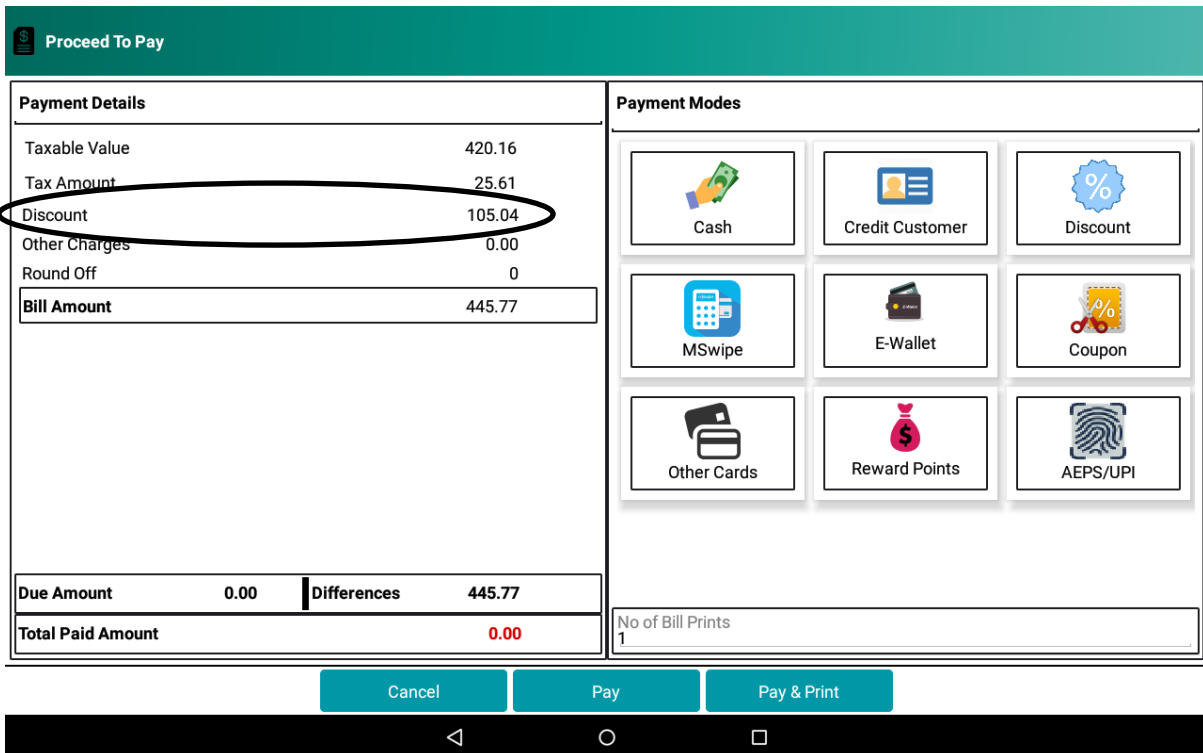 Proceed To Pay
Payment Details
Taxable Value 420.16
Tax Amount 25.61
Discount 105.04
Other Charges 0.00
Round Off 0
Bill Amount 445.77
Due Amount 0.00 Differences 445.77
Total Paid Amount 0.00
Payment Modes
Cash Credit Customer Discount
MSwipe E-Wallet Coupon
Other Cards Reward Points AEPS/UPI
No of Bill Prints
1
Cancel Pay Pay & Print